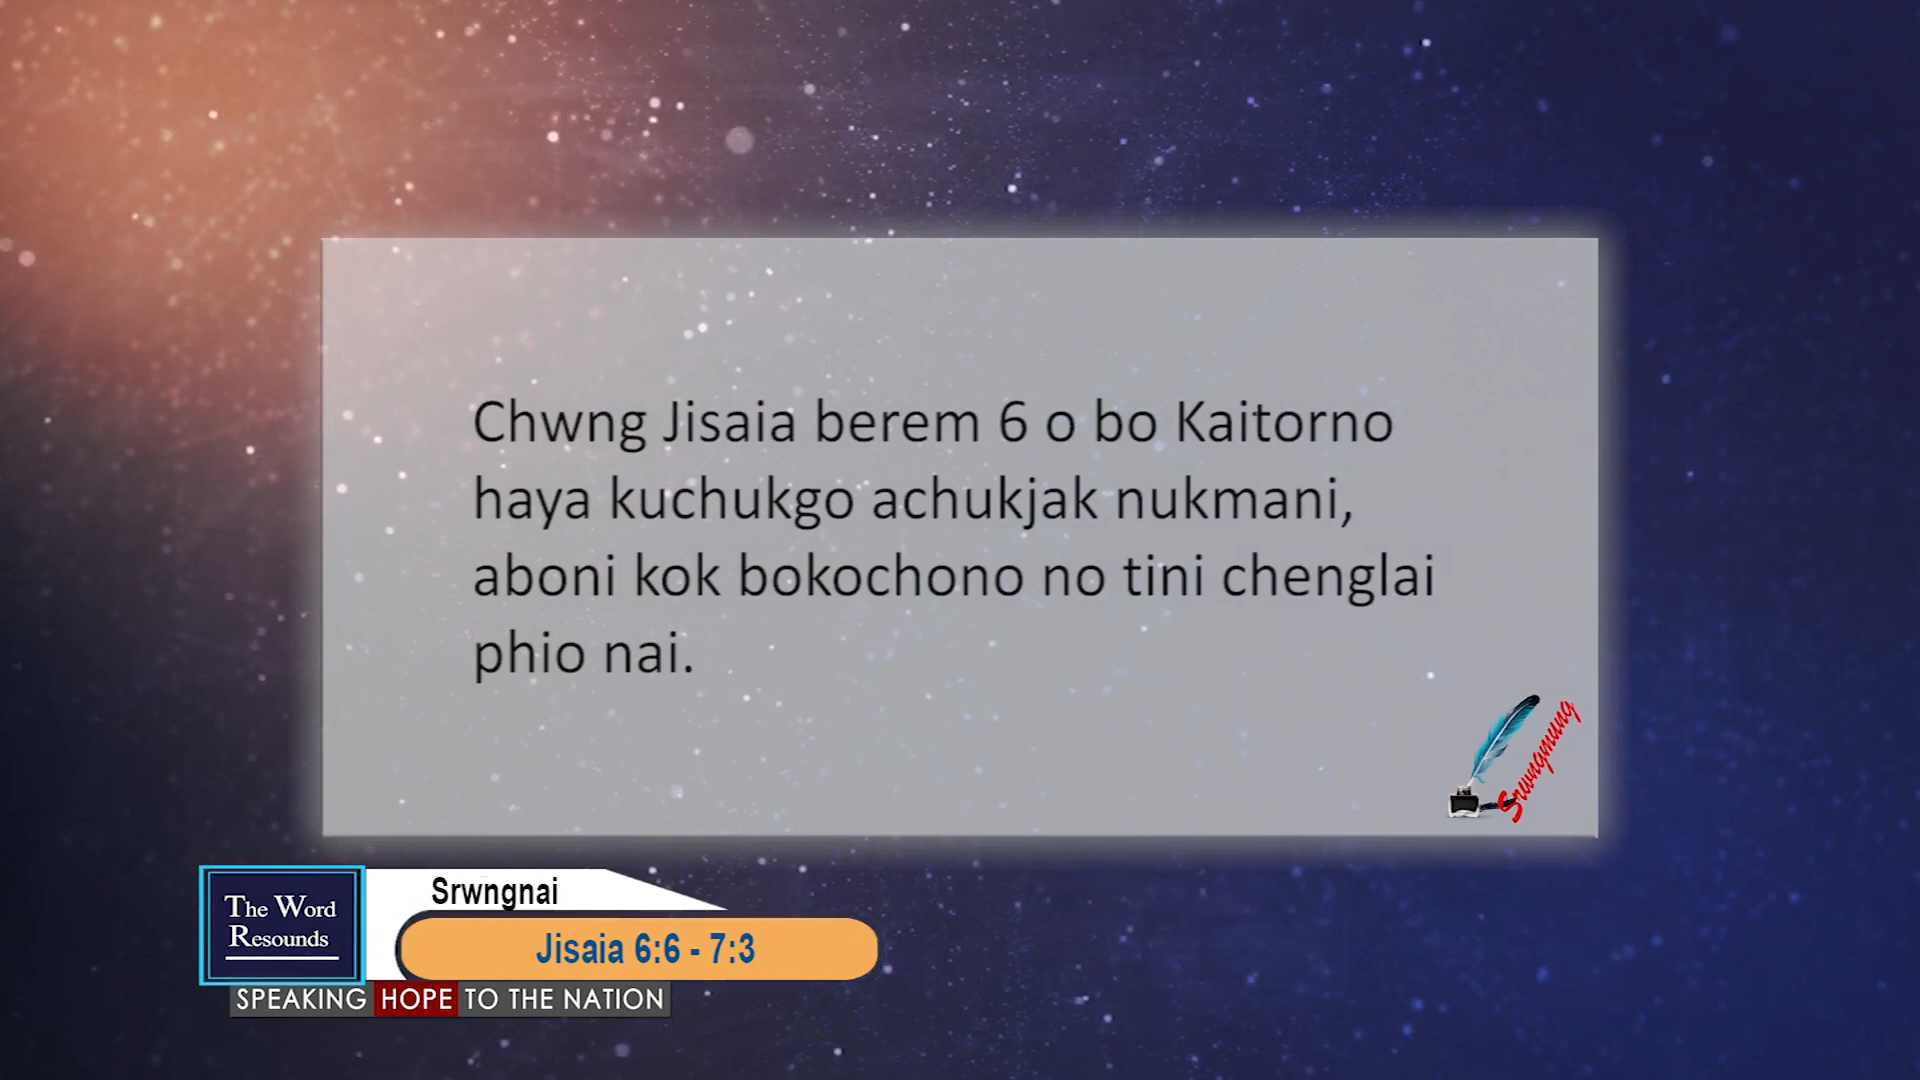 Chwng Jisaia berem 6 o bo Kaitorno
haya kuchukgo achukjak nukmani,
aboni kok bokochono no tini chenglai
phio nai.
Srwngmung
The Word
Resounds
Srwngnai
Jisaia 6:6 - 7:3
SPEAKING HOPE TO THE NATION